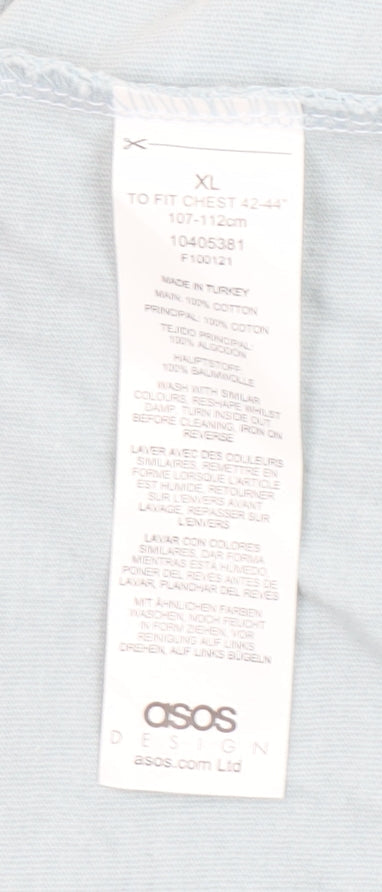 XL
TO FIT CHEST 42-44"
107-112cm
10405381
F100121
MADE IN TURKEY
MAIN: 100% COTTON
PRINCIPAL: 100% COTON
TEJIDO PRINCIPAL:
100% ALGODÓN
HAUPTSTOFF:
100% BAUMWOLLE
WASH WITH SIMILAR
COLOURS, RESHAPE WHILST
DAMP. TURN INSIDE OUT
BEFORE CLEANING, IRON ON
REVERSE
LAVER AVEC DES COULEURS
SIMILAIRES, REMETTRE EN
FORME LORSQUE L'ARTICLE
EST HUMIDE, RETOURNER
SUR L'ENVERS AVANT
LAVAGE, REPASSER SUR
L'ENVERS
LAVAR CON COLORES
SIMILARES, DAR FORMA
MIENTRAS ESTÁ HÚMEDO,
PONER DEL REVÉS ANTES DE
LAVAR, PLANCHAR DEL REVÉS
MIT ÄHNLICHEN FARBEN
WASCHEN, NOCH FEUCHT
IN FORM ZIEHEN, VOR
REINIGUNG AUF LINKS
DREHEN, AUF LINKS BÜGELN
asos
DESIGN
asos.com Ltd